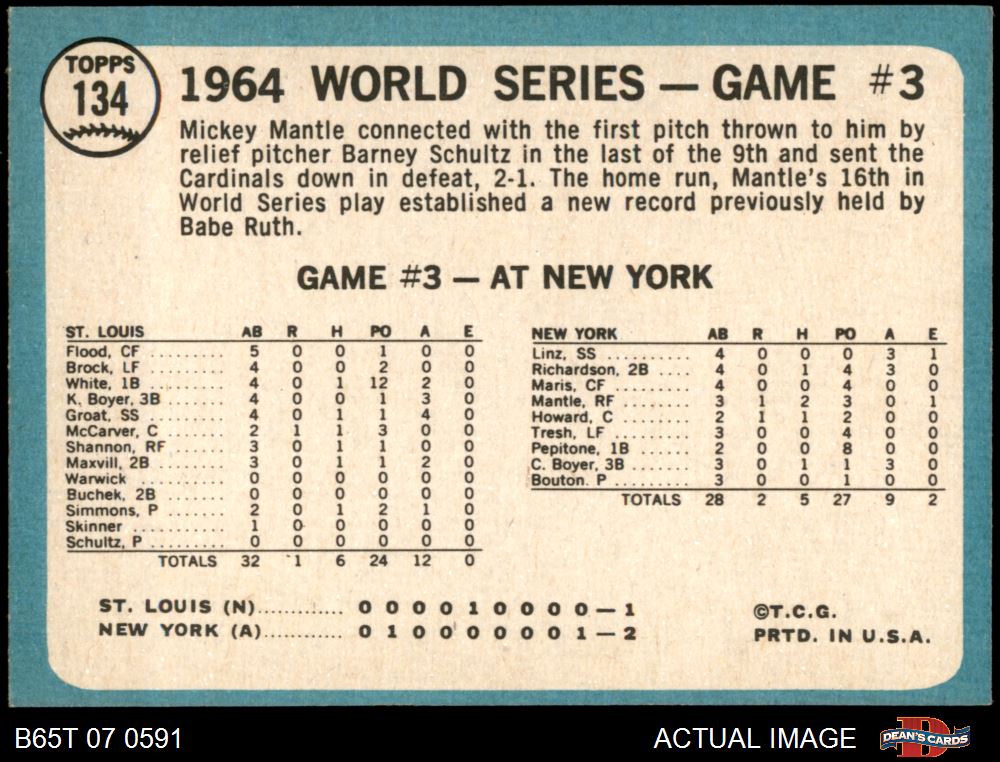 TOPPS
134
1964 WORLD SERIES — GAME #3
Mickey Mantle connected with the first pitch thrown to him by
relief pitcher Barney Schultz in the last of the 9th and sent the
Cardinals down in defeat, 2-1. The home run, Mantle's 16th in
World Series play established a new record previously held by
Babe Ruth.
GAME #3 — AT NEW YORK
ST. LOUIS AB R H PO A E
Flood, CF ......... 5 0 0 1 0 0
Brock, LF ......... 4 0 0 2 0 0
White, 1B ......... 4 0 1 12 2 0
K. Boyer, 3B ...... 4 0 0 1 3 0
Groat, SS ......... 4 0 1 1 4 0
McCarver, C ....... 2 1 1 3 0 0
Shannon, RF ....... 3 0 1 1 0 0
Maxvill, 2B ....... 3 0 1 1 2 0
Warwick ........... 0 0 0 0 0 0
Buchek, 2B ........ 0 0 0 0 0 0
Simmons, P ........ 2 0 1 2 1 0
Skinner ........... 1 0 0 0 0 0
Schultz, P ........ 0 0 0 0 0 0
TOTALS 32 1 6 24 12 0
NEW YORK AB R H PO A E
Linz, SS .......... 4 0 0 0 3 1
Richardson, 2B .... 4 0 1 4 3 0
Maris, CF ......... 4 0 0 4 0 0
Mantle, RF ........ 3 1 2 3 0 1
Howard, C ......... 2 1 1 2 0 0
Tresh, LF ......... 3 0 0 4 0 0
Pepitone, 1B ...... 2 0 0 8 0 0
C. Boyer, 3B ...... 3 0 1 1 3 0
Bouton. P ......... 3 0 0 1 0 0
TOTALS 28 2 5 27 9 2
ST. LOUIS (N)............ 0 0 0 0 1 0 0 0 0 — 1
NEW YORK (A)............ 0 1 0 0 0 0 0 0 1 — 2
©T.C.G.
PRTD. IN U.S.A.
B65T 07 0591
ACTUAL IMAGE
D
DEAN'S CARDS